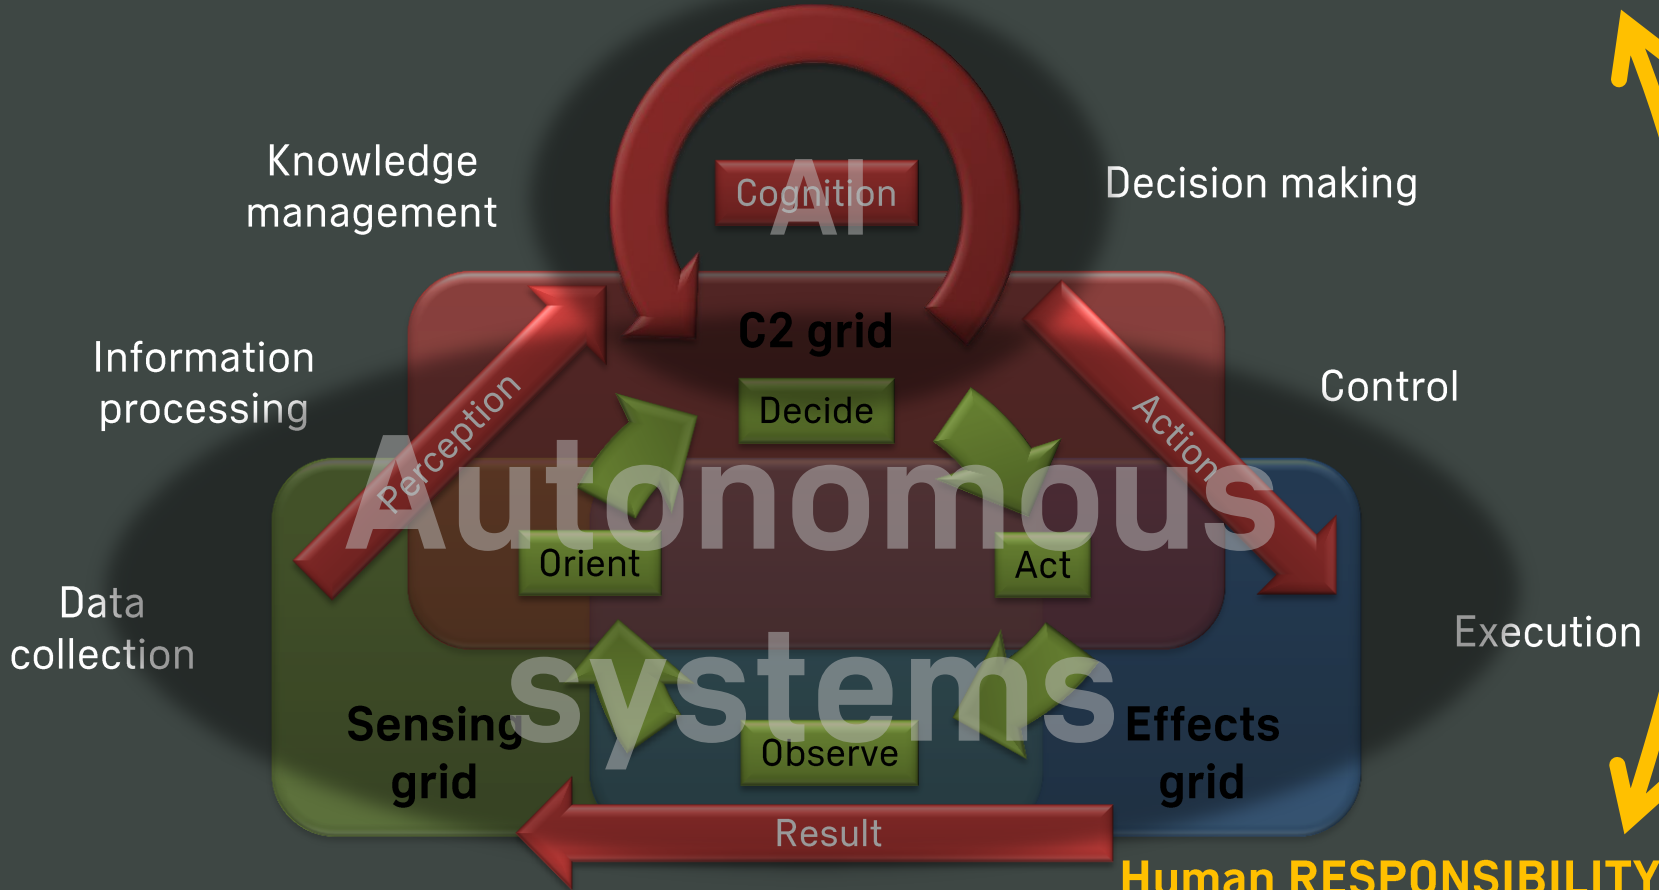 AI
Cognition
Knowledge
management
Decision making
C2 grid
Information
processing
Perception
Decide
Action
Control
Autonomous
Orient
Act
Data
collection
systems
Execution
Sensing
grid
Observe
Effects
grid
Result
Human RESPONSIBILITY